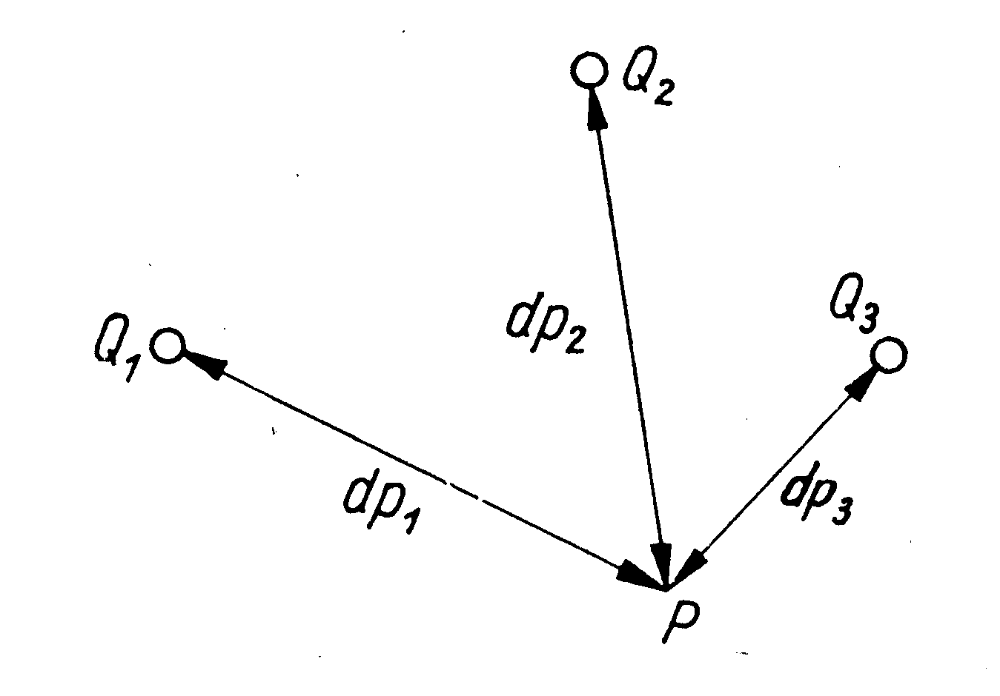 Q₂
Q₃
dp₂
Q₁
dp₁
dp₃
P